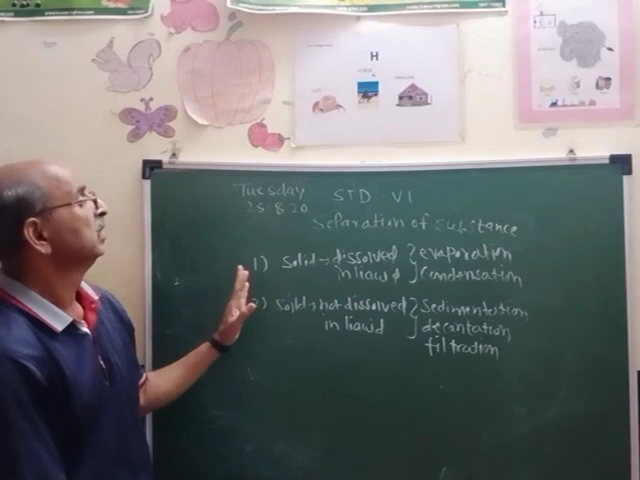 H
Tuesday STD-VI
25.8.20
Separation of substance
1) Solid → dissolved } evaporation
in liquid } condensation
2) Solid → not dissolved } Sedimentation
in liquid } decantation
filtration